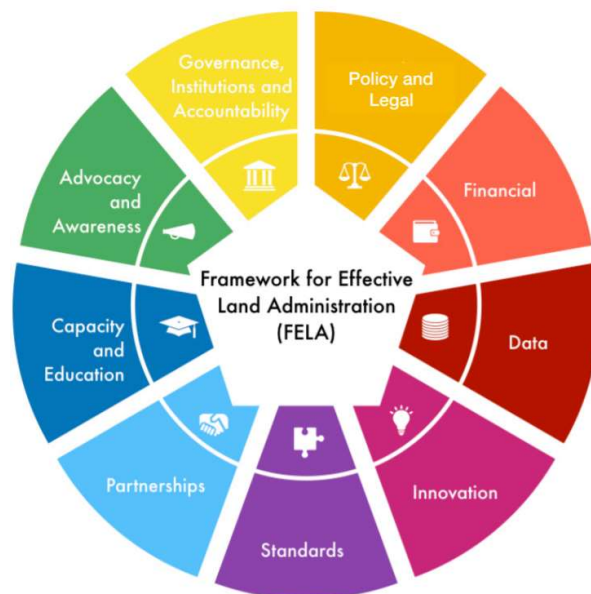 Governance,
Institutions and
Accountability
Policy and
Legal
Financial
Data
Innovation
Standards
Partnerships
Capacity
and
Education
Advocacy
and
Awareness
Framework for Effective
Land Administration
(FELA)